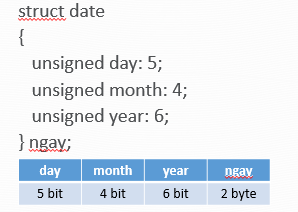 struct date
{
unsigned day: 5;
unsigned month: 4;
unsigned year: 6;
} ngay;
day month year ngay
5 bit 4 bit 6 bit 2 byte